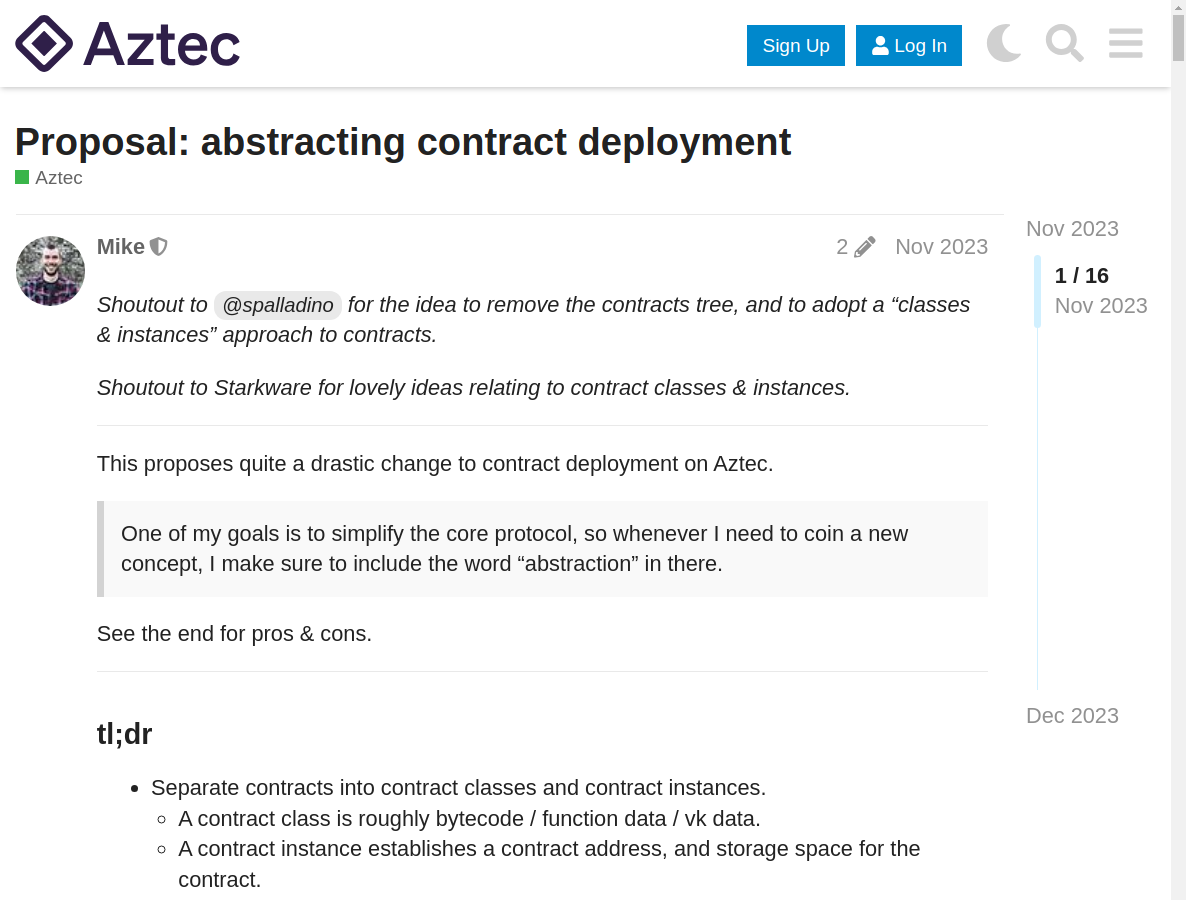 Aztec
Sign Up
Log In
Proposal: abstracting contract deployment
Aztec
Mike
2
Nov 2023
Shoutout to @spalladino for the idea to remove the contracts tree, and to adopt a “classes
& instances” approach to contracts.
Shoutout to Starkware for lovely ideas relating to contract classes & instances.
This proposes quite a drastic change to contract deployment on Aztec.
One of my goals is to simplify the core protocol, so whenever I need to coin a new
concept, I make sure to include the word “abstraction” in there.
See the end for pros & cons.
tl;dr
Separate contracts into contract classes and contract instances.
A contract class is roughly bytecode / function data / vk data.
A contract instance establishes a contract address, and storage space for the
contract.
Nov 2023
1 / 16
Nov 2023
Dec 2023